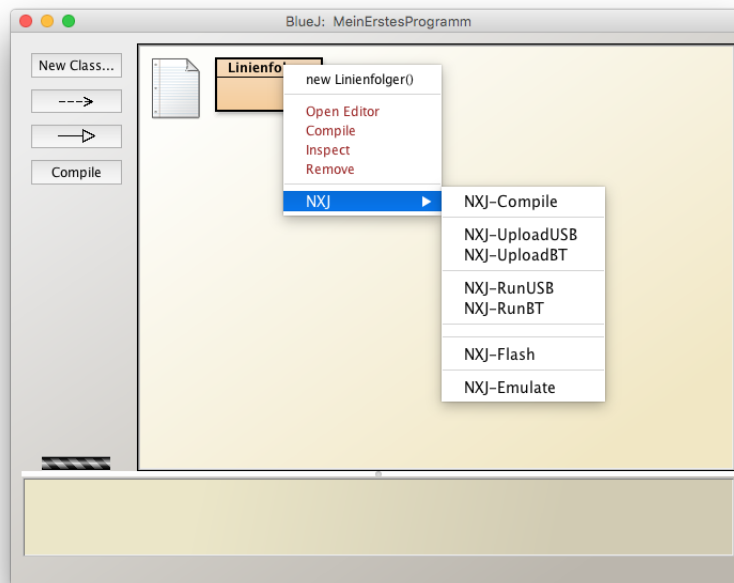 BlueJ: MeinErstesProgramm
New Class...
Compile
new Linienfolger()
Open Editor
Compile
Inspect
Remove
NXJ
NXJ-Compile
NXJ-UploadUSB
NXJ-UploadBT
NXJ-RunUSB
NXJ-RunBT
NXJ-Flash
NXJ-Emulate